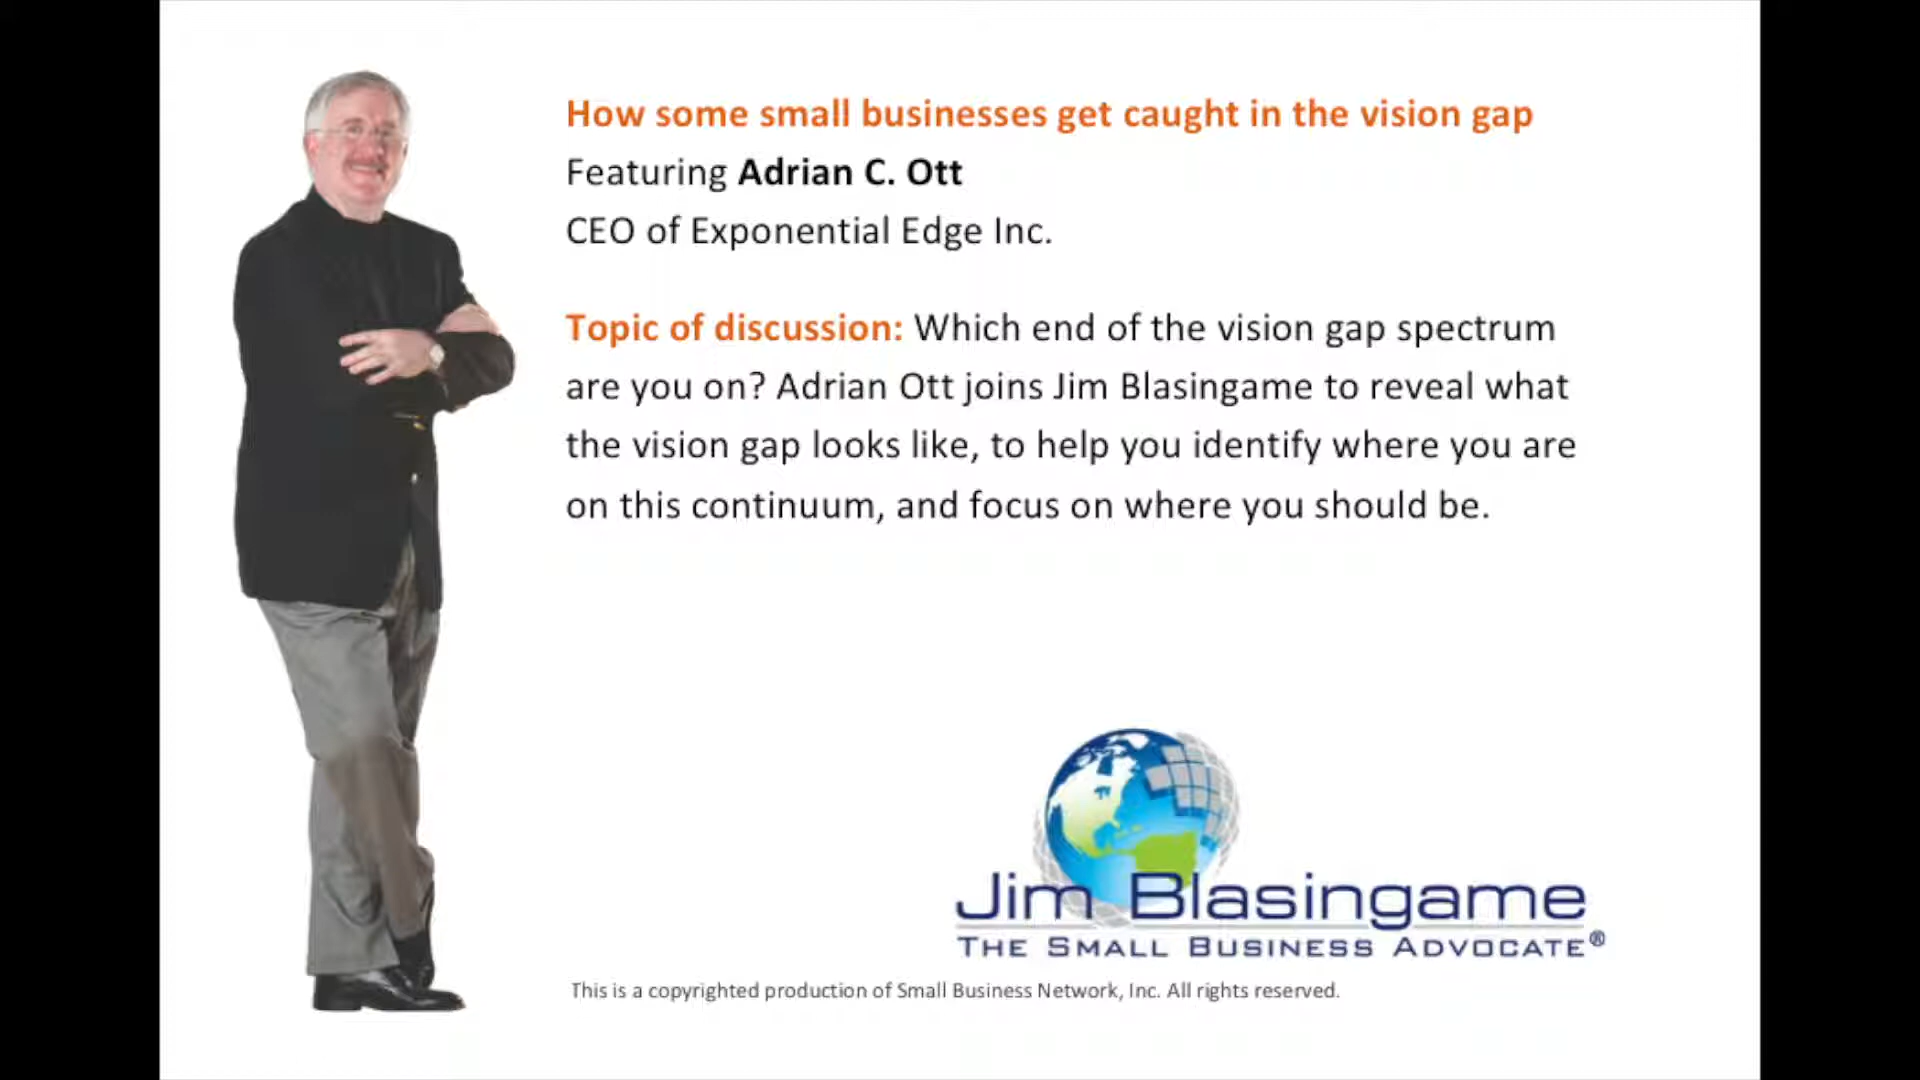 How some small businesses get caught in the vision gap
Featuring Adrian C. Ott
CEO of Exponential Edge Inc.
Topic of discussion: Which end of the vision gap spectrum
are you on? Adrian Ott joins Jim Blasingame to reveal what
the vision gap looks like, to help you identify where you are
on this continuum, and focus on where you should be.
Jim Blasingame
THE SMALL BUSINESS ADVOCATE®
This is a copyrighted production of Small Business Network, Inc. All rights reserved.